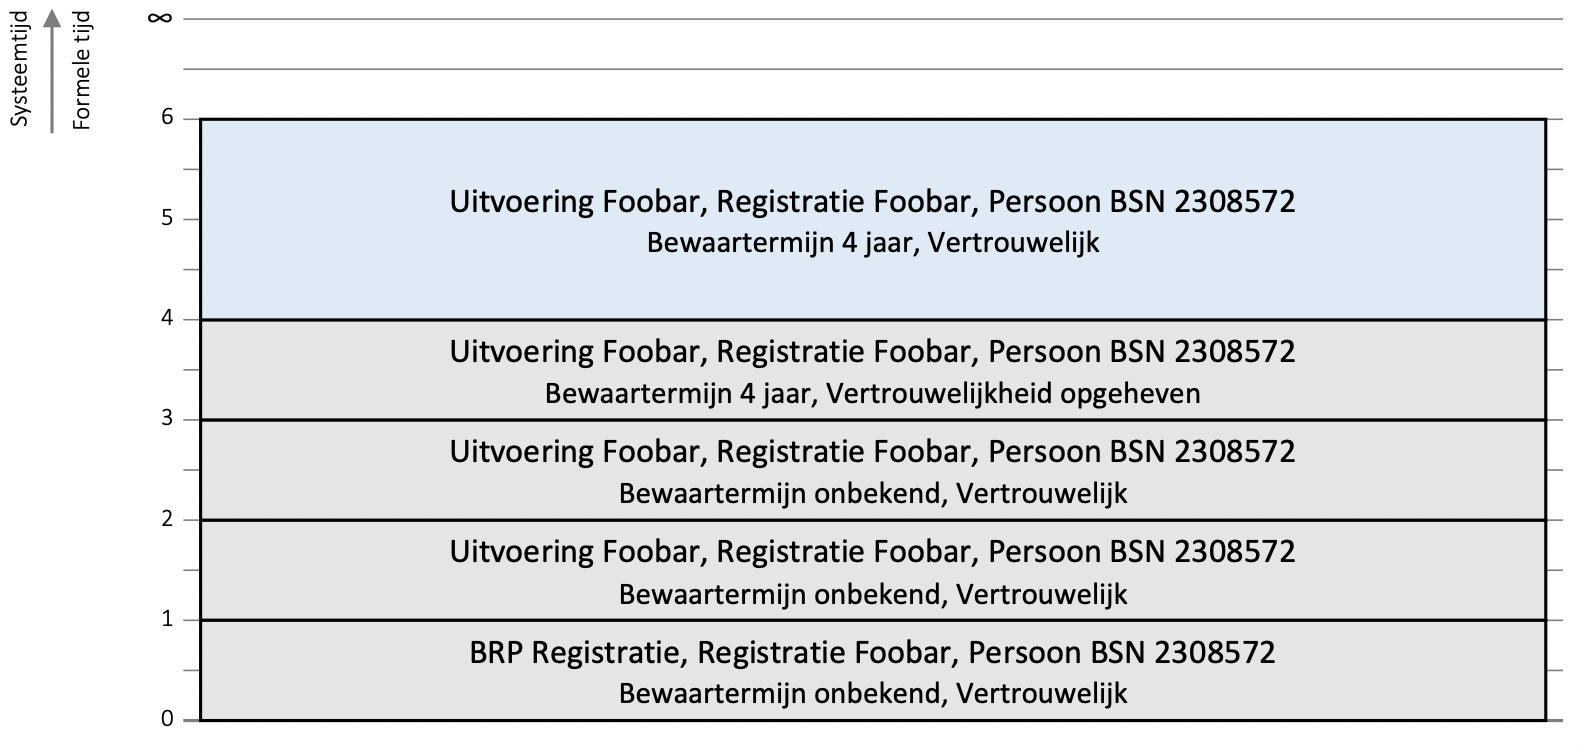 Systeemtijd
Formele tijd
∞
6
Uitvoering Foobar, Registratie Foobar, Persoon BSN 2308572
5
Bewaartermijn 4 jaar, Vertrouwelijk
4
Uitvoering Foobar, Registratie Foobar, Persoon BSN 2308572
Bewaartermijn 4 jaar, Vertrouwelijkheid opgeheven
3
Uitvoering Foobar, Registratie Foobar, Persoon BSN 2308572
Bewaartermijn onbekend, Vertrouwelijk
2
Uitvoering Foobar, Registratie Foobar, Persoon BSN 2308572
Bewaartermijn onbekend, Vertrouwelijk
1
BRP Registratie, Registratie Foobar, Persoon BSN 2308572
Bewaartermijn onbekend, Vertrouwelijk
0